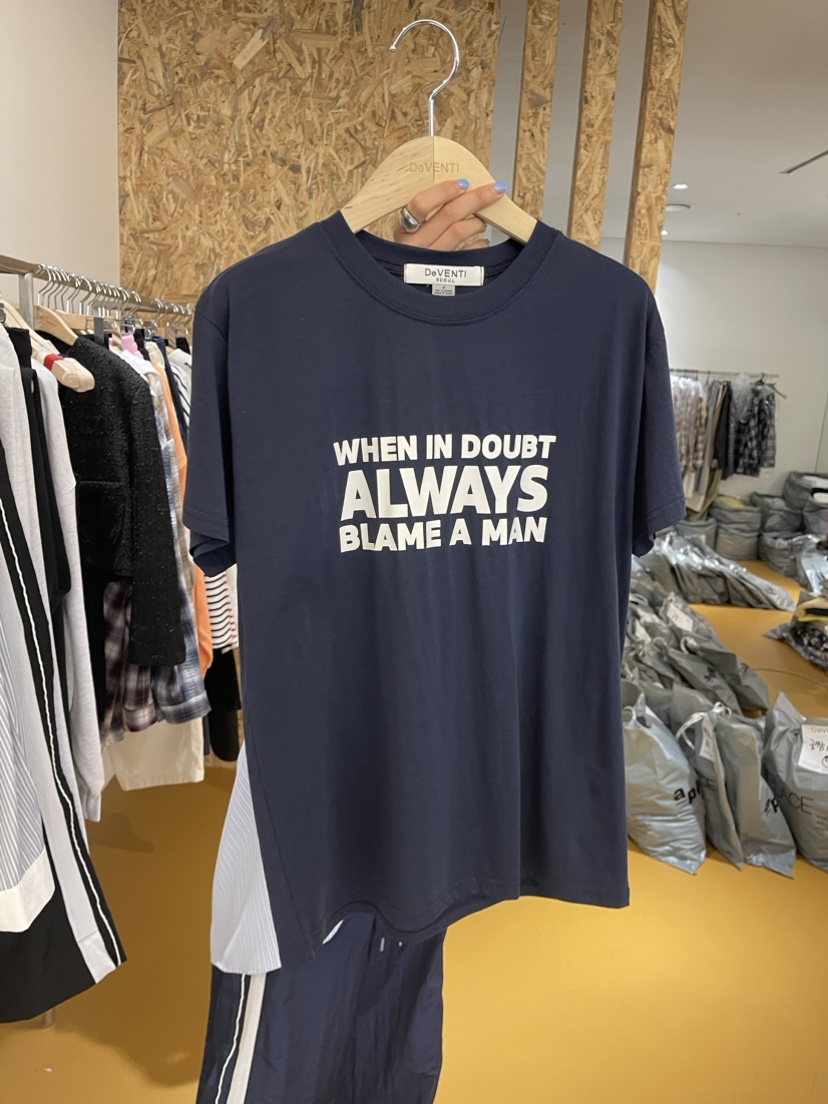 DeVENTI
DeVENTI
SEOUL
F
WHEN IN DOUBT
ALWAYS
BLAME A MAN